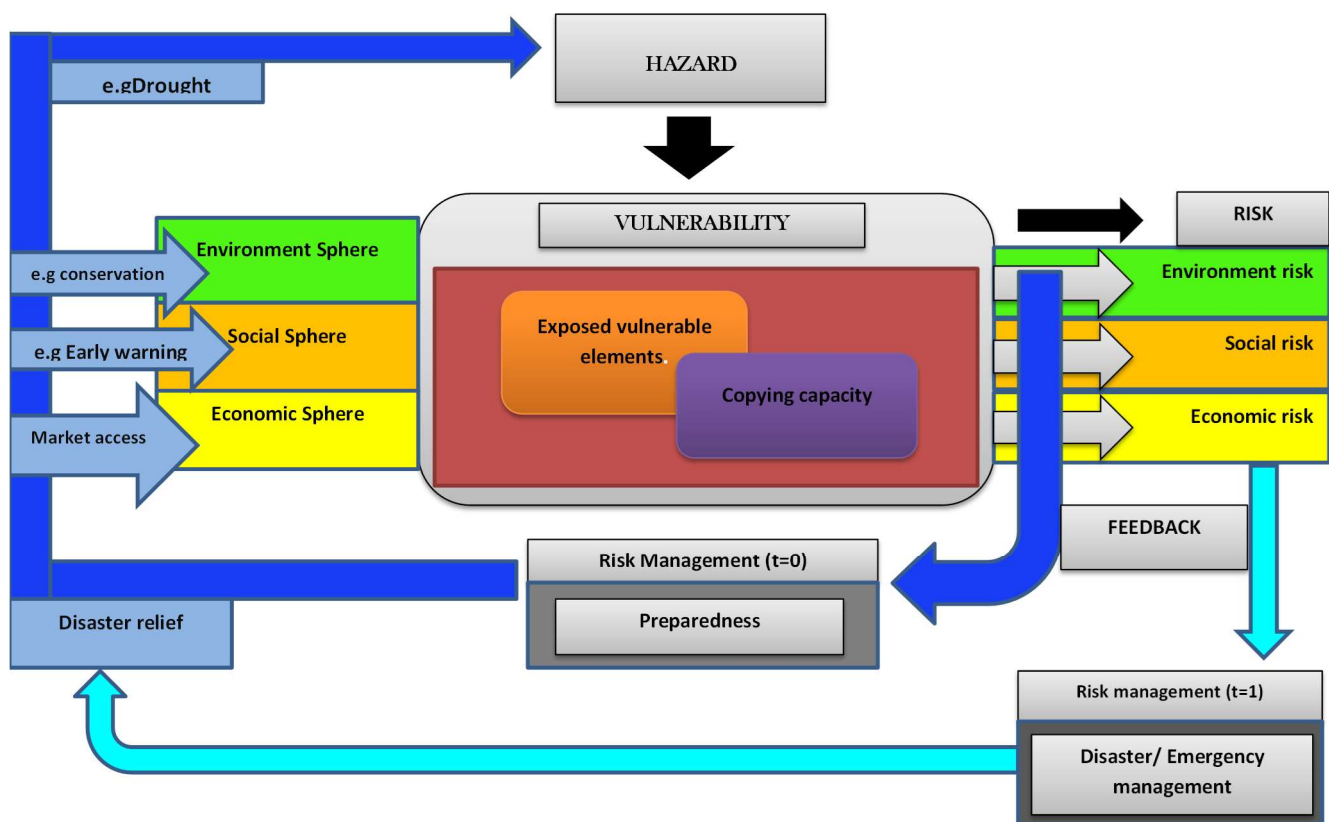 HAZARD
e.gDrought
VULNERABILITY
RISK
Environment Sphere
Environment risk
e.g conservation
Exposed vulnerable
elements.
Social Sphere
Social risk
e.g Early warning
Copying capacity
Economic Sphere
Economic risk
Market access
FEEDBACK
Risk Management (t=0)
Preparedness
Disaster relief
Risk management (t=1)
Disaster/ Emergency
management